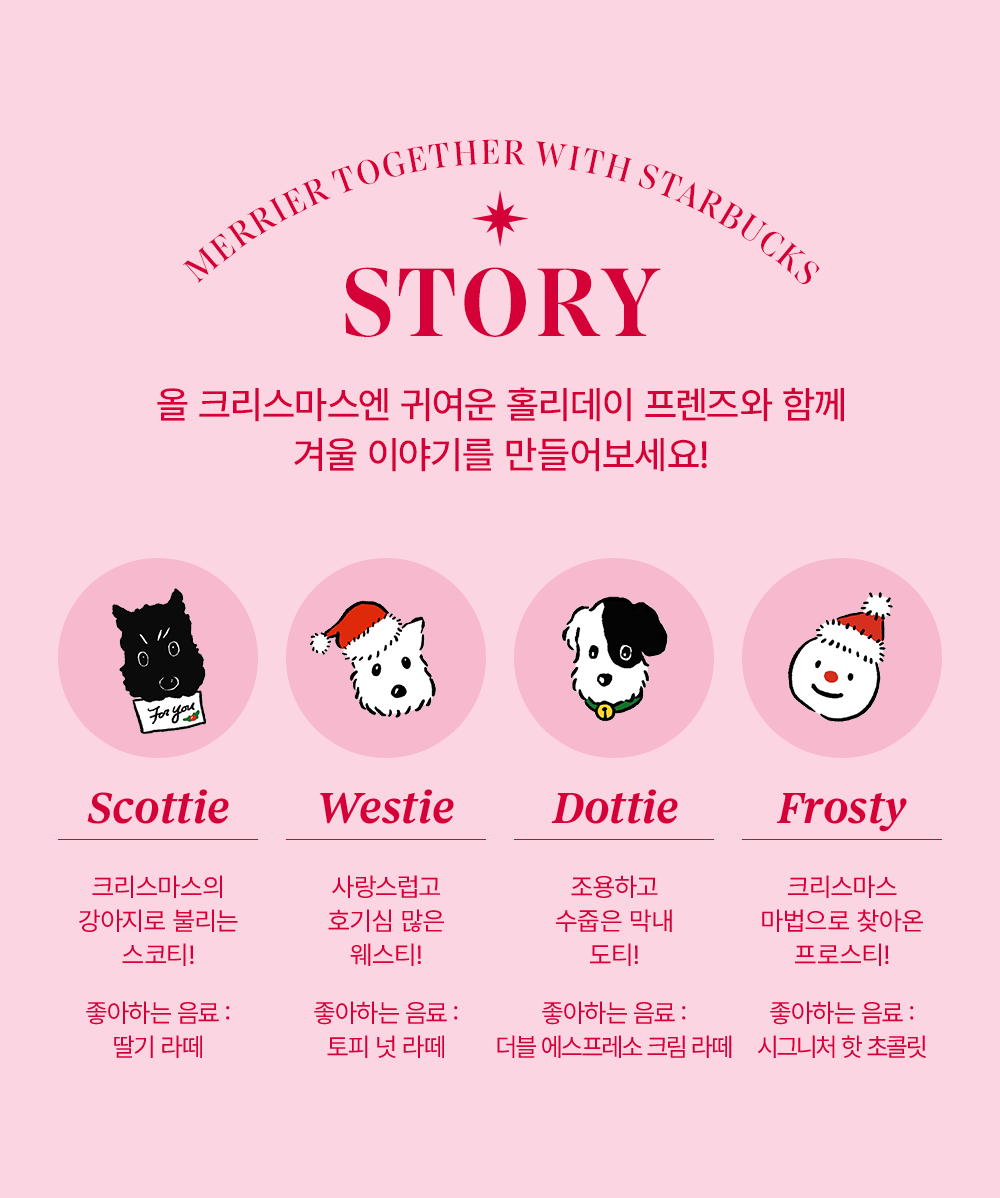 MERRIER TOGETHER WITH STARBUCKS
STORY
올 크리스마스엔 귀여운 홀리데이 프렌즈와 함께
겨울 이야기를 만들어보세요!
For you
Scottie
크리스마스의
강아지로 불리는
스코티!
좋아하는 음료 :
딸기 라떼
Westie
사랑스럽고
호기심 많은
웨스티!
좋아하는 음료 :
토피 넛 라떼
Dottie
조용하고
수줍은 막내
도티!
좋아하는 음료 :
더블 에스프레소 크림 라떼
Frosty
크리스마스
마법으로 찾아온
프로스티!
좋아하는 음료 :
시그니처 핫 초콜릿